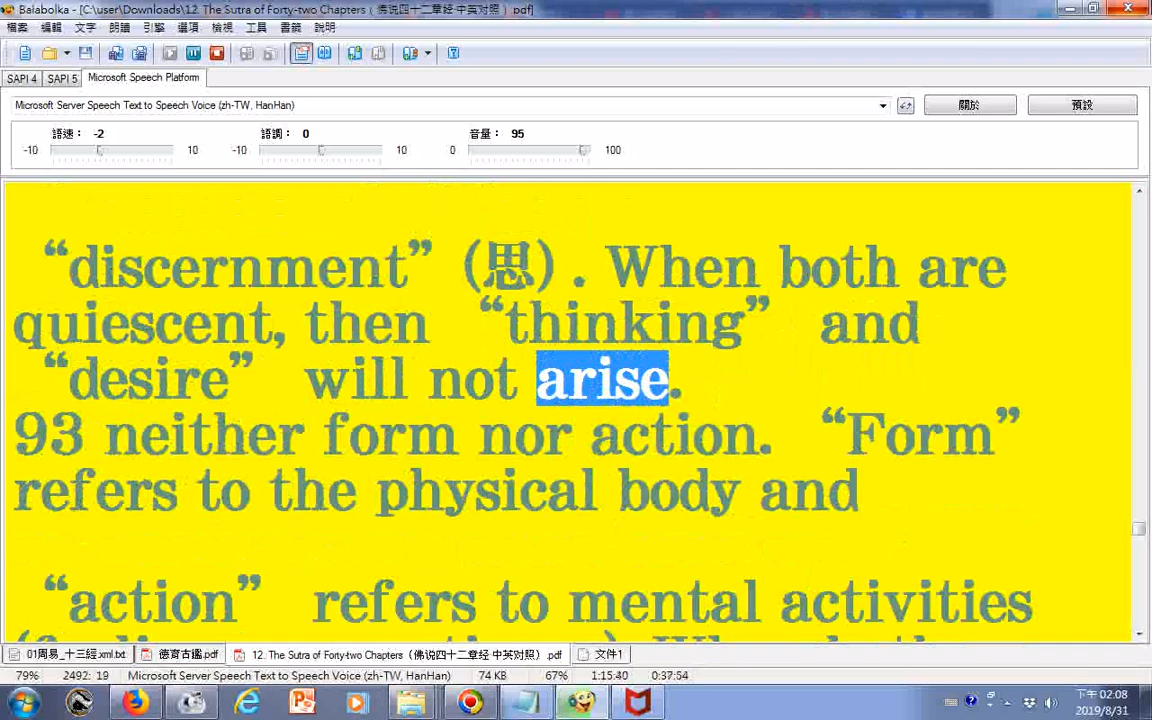 Balabolka - [C:\user\Downloads\12. The Sutra of Forty-two Chapters（佛说四十二章经·中英对照）.pdf]
檔案 編輯 文字 朗讀 引擎 選項 檢視 工具 書籤 說明
SAPI 4 SAPI 5 Microsoft Speech Platform
Microsoft Server Speech Text to Speech Voice (zh-TW, HanHan) 關於 預設
語速： -2 語調： 0 音量： 95
-10 10 -10 10 0 100
“discernment” (思) . When both are
quiescent, then “thinking” and
“desire” will not arise.
93 neither form nor action. “Form”
refers to the physical body and
“action” refers to mental activities
01周易_十三經.xml.txt 德育古鑑.pdf 12. The Sutra of Forty-two Chapters（佛说四十二章经·中英对照）.pdf 文件1
79% 2492: 19 Microsoft Server Speech Text to Speech Voice (zh-TW, HanHan) 74 KB 67% 1:15:40 0:37:54
下午 02:08
2019/8/31